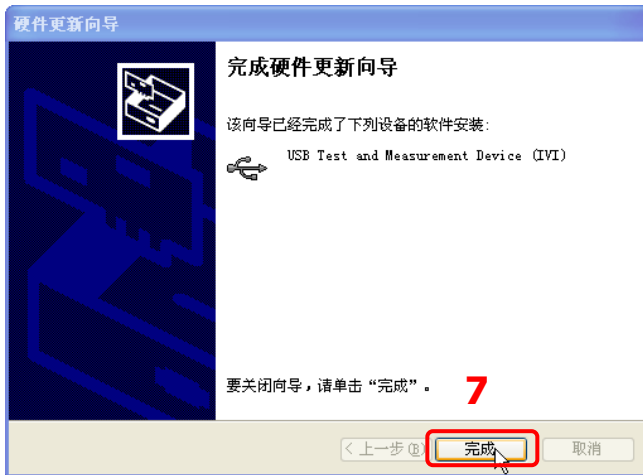 硬件更新向导
完成硬件更新向导
该向导已经完成了下列设备的软件安装:
USB Test and Measurement Device (IVI)
要关闭向导，请单击“完成”。
7
<上一步(B)
完成
取消